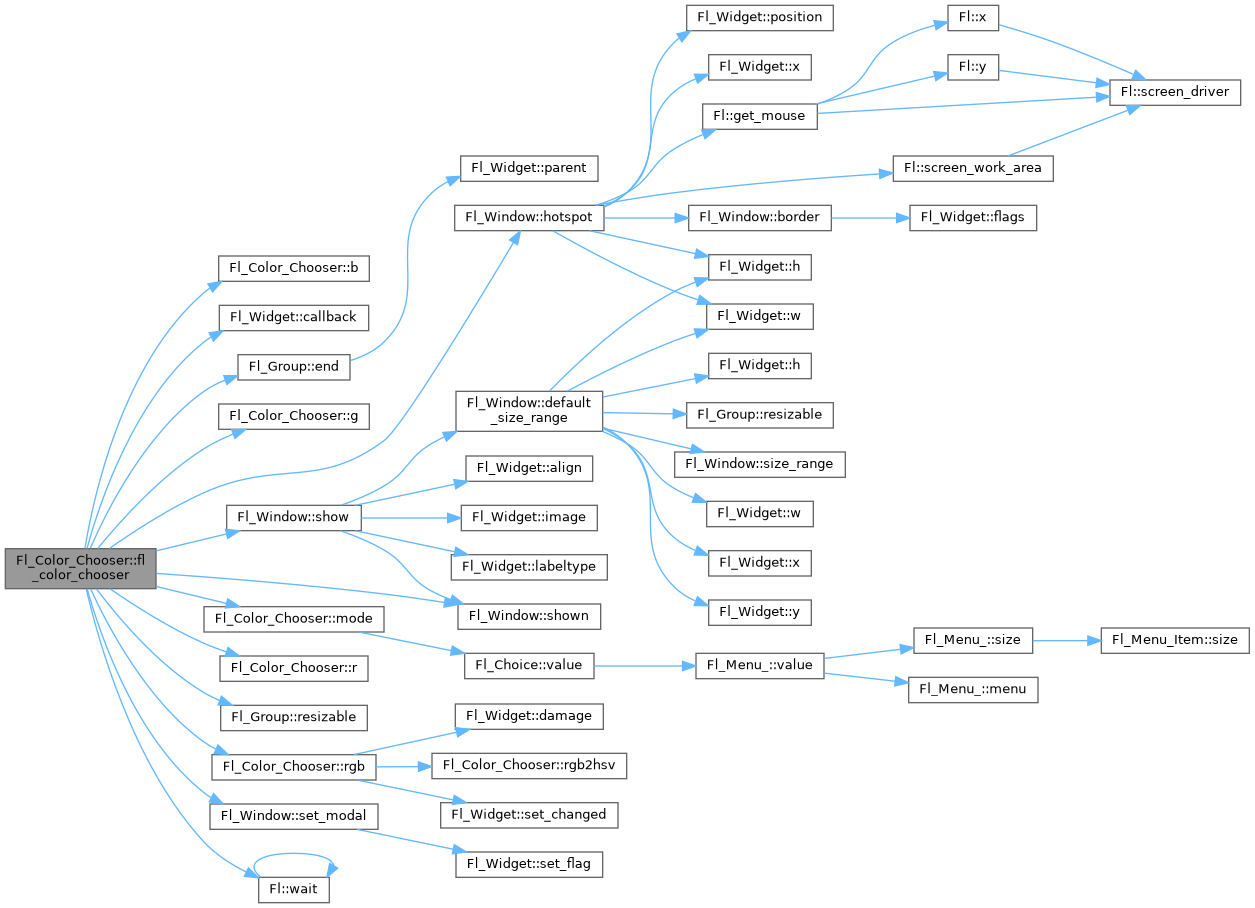 Fl_Widget::position
Fl::x
Fl_Widget::x
Fl::y
Fl::screen_driver
Fl::get_mouse
Fl_Widget::parent
Fl::screen_work_area
Fl_Window::hotspot
Fl_Window::border
Fl_Widget::flags
Fl_Color_Chooser::b
Fl_Widget::h
Fl_Widget::callback
Fl_Widget::w
Fl_Group::end
Fl_Widget::h
Fl_Window::default
_size_range
Fl_Color_Chooser::g
Fl_Group::resizable
Fl_Widget::align
Fl_Window::size_range
Fl_Window::show
Fl_Widget::image
Fl_Widget::w
Fl_Color_Chooser::fl
_color_chooser
Fl_Widget::labeltype
Fl_Widget::x
Fl_Color_Chooser::mode
Fl_Window::shown
Fl_Widget::y
Fl_Menu_::size
Fl_Menu_Item::size
Fl_Color_Chooser::r
Fl_Choice::value
Fl_Menu_::value
Fl_Menu_::menu
Fl_Group::resizable
Fl_Widget::damage
Fl_Color_Chooser::rgb
Fl_Color_Chooser::rgb2hsv
Fl_Window::set_modal
Fl_Widget::set_changed
Fl_Widget::set_flag
Fl::wait